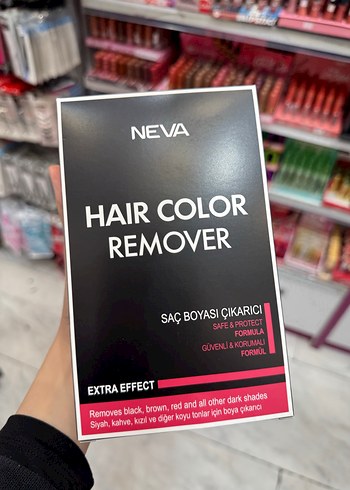 NEVA
HAIR COLOR
REMOVER
SAÇ BOYASI ÇIKARICI
SAFE & PROTECT
FORMULA
GÜVENLİ & KORUMALI
FORMÜL
EXTRA EFFECT
Removes black, brown, red and all other dark shades
Siyah, kahve, kızıl ve diğer koyu tonlar için boya çıkarıcı